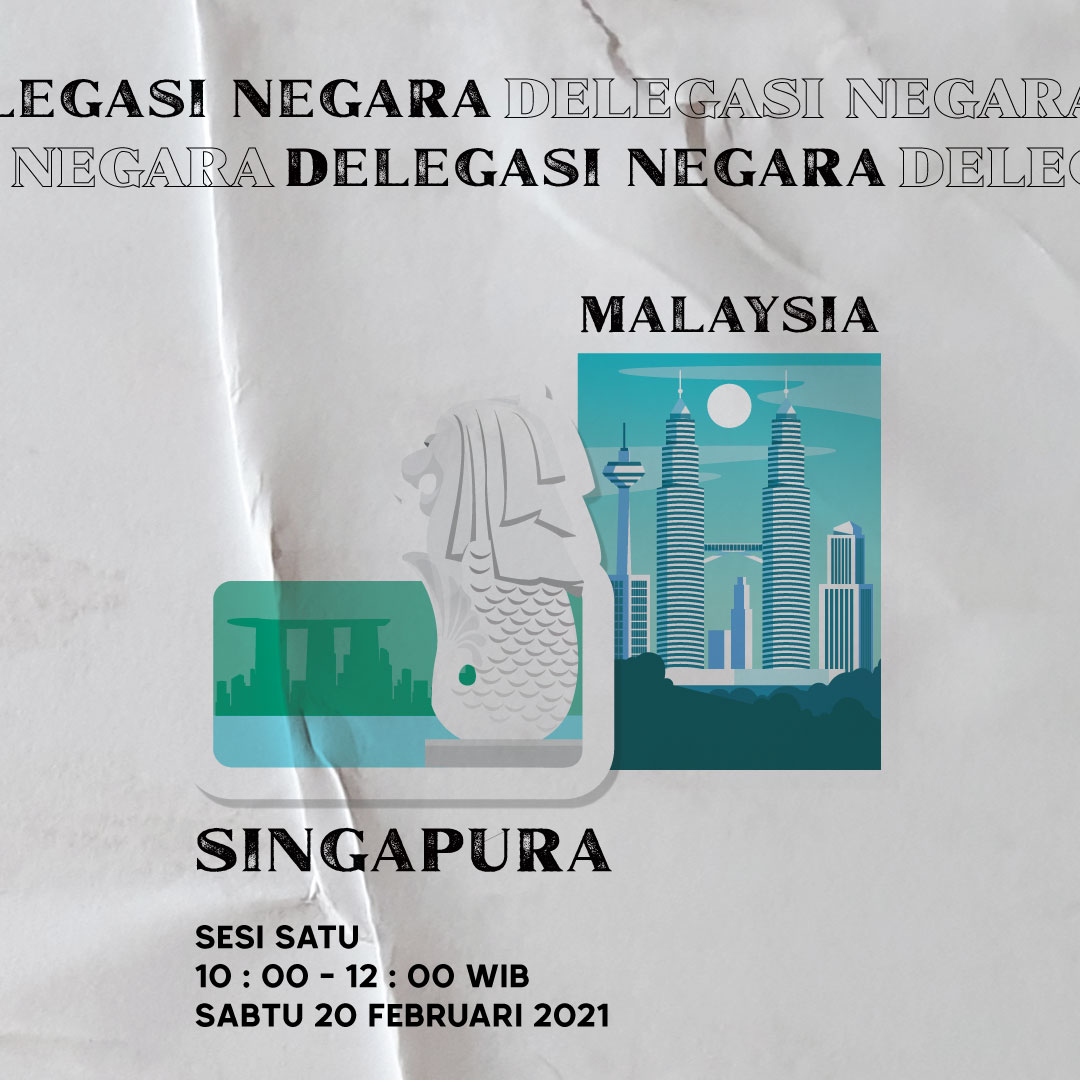 LEGASI NEGARA DELEGASI NEGARA
NEGARA DELEGASI NEGARA DELEG
MALAYSIA
SINGAPURA
SESI SATU
10 : 00 - 12 : 00 WIB
SABTU 20 FEBRUARI 2021